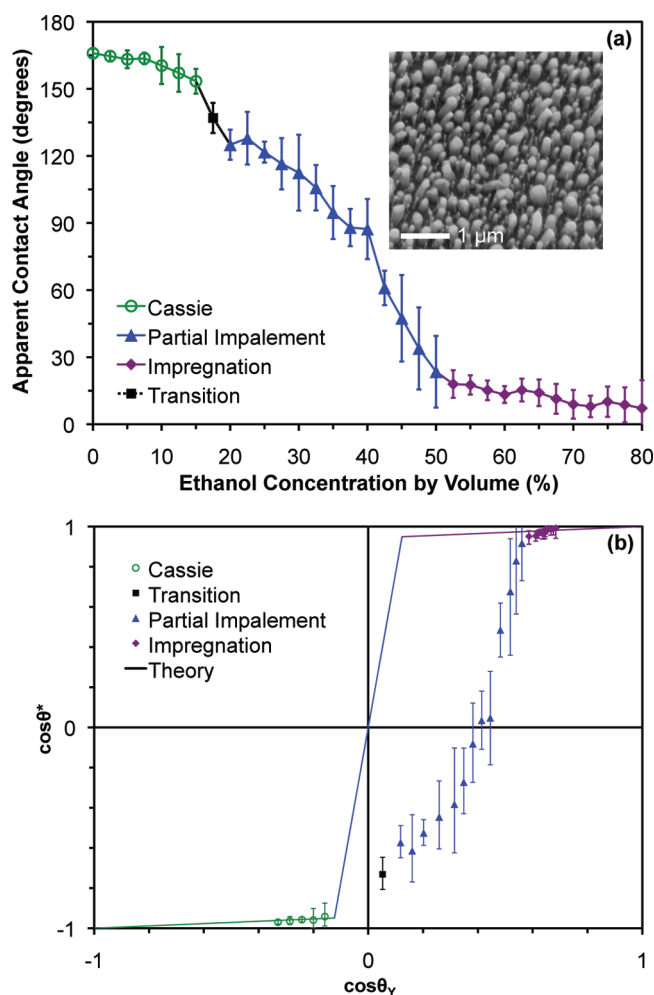 180
(a)
150
120
90
60
30
0
Apparent Contact Angle (degrees)
1 μm
Cassie
Partial Impalement
Impregnation
Transition
0 10 20 30 40 50 60 70 80
Ethanol Concentration by Volume (%)
1
(b)
Cassie
Transition
Partial Impalement
Impregnation
Theory
cosθ*
0
-1
-1 0 1
cosθY